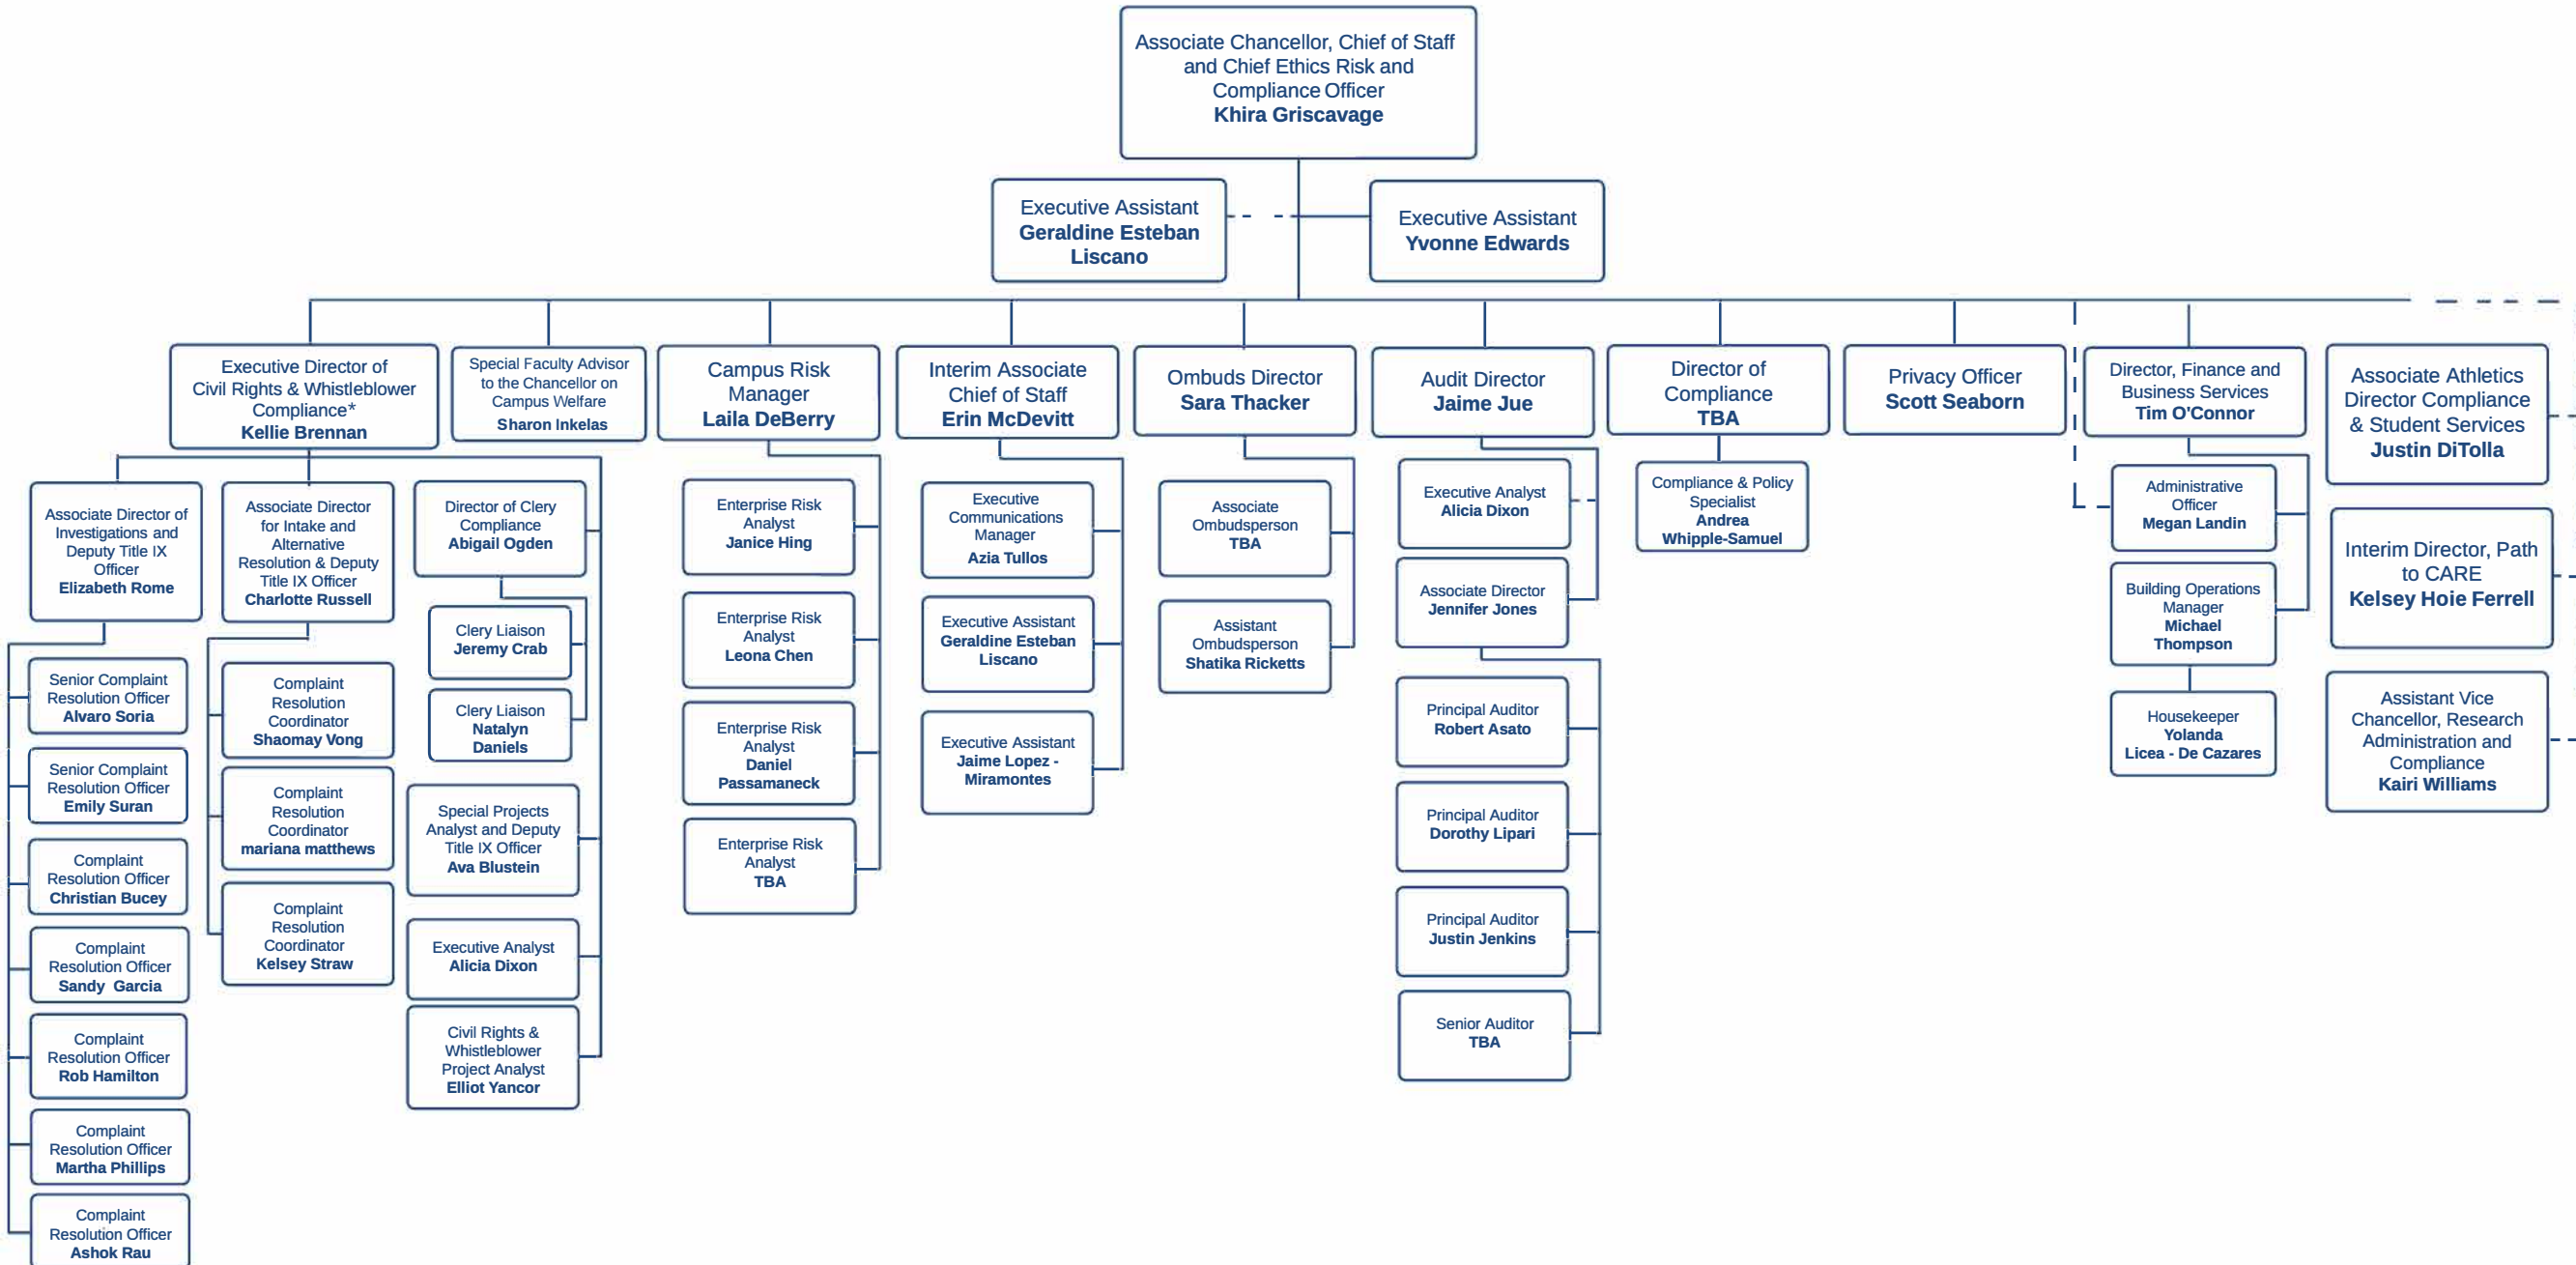 Associate Chancellor, Chief of Staff
and Chief Ethics Risk and
Compliance Officer
Khira Griscavage
Executive Assistant
Geraldine Esteban
Liscano
Executive Assistant
Yvonne Edwards
Executive Director of
Civil Rights & Whistleblower
Compliance*
Kellie Brennan
Special Faculty Advisor
to the Chancellor on
Campus Welfare
Sharon Inkelas
Campus Risk
Manager
Laila DeBerry
Interim Associate
Chief of Staff
Erin McDevitt
Ombuds Director
Sara Thacker
Audit Director
Jaime Jue
Director of
Compliance
TBA
Privacy Officer
Scott Seaborn
Director, Finance and
Business Services
Tim O'Connor
Associate Athletics
Director Compliance
& Student Services
Justin DiTolla
Associate Director of
Investigations and
Deputy Title IX
Officer
Elizabeth Rome
Senior Complaint
Resolution Officer
Alvaro Soria
Senior Complaint
Resolution Officer
Emily Suran
Complaint
Resolution Officer
Christian Bucey
Complaint
Resolution Officer
Sandy Garcia
Complaint
Resolution Officer
Rob Hamilton
Complaint
Resolution Officer
Martha Phillips
Complaint
Resolution Officer
Ashok Rau
Associate Director
for Intake and
Alternative
Resolution & Deputy
Title IX Officer
Charlotte Russell
Complaint
Resolution
Coordinator
Shaomay Vong
Complaint
Resolution
Coordinator
mariana matthews
Complaint
Resolution
Coordinator
Kelsey Straw
Director of Clery
Compliance
Abigail Ogden
Clery Liaison
Jeremy Crab
Clery Liaison
Natalyn
Daniels
Special Projects
Analyst and Deputy
Title IX Officer
Ava Blustein
Executive Analyst
Alicia Dixon
Civil Rights &
Whistleblower
Project Analyst
Elliot Yancor
Enterprise Risk
Analyst
Janice Hing
Enterprise Risk
Analyst
Leona Chen
Enterprise Risk
Analyst
Daniel
Passamaneck
Enterprise Risk
Analyst
TBA
Executive
Communications
Manager
Azia Tullos
Executive Assistant
Geraldine Esteban
Liscano
Executive Assistant
Jaime Lopez -
Miramontes
Associate
Ombudsperson
TBA
Assistant
Ombudsperson
Shatika Ricketts
Executive Analyst
Alicia Dixon
Associate Director
Jennifer Jones
Principal Auditor
Robert Asato
Principal Auditor
Dorothy Lipari
Principal Auditor
Justin Jenkins
Senior Auditor
TBA
Compliance & Policy
Specialist
Andrea
Whipple-Samuel
Administrative
Officer
Megan Landin
Building Operations
Manager
Michael
Thompson
Housekeeper
Yolanda
Licea - De Cazares
Interim Director, Path
to CARE
Kelsey Hoie Ferrell
Assistant Vice
Chancellor, Research
Administration and
Compliance
Kairi Williams